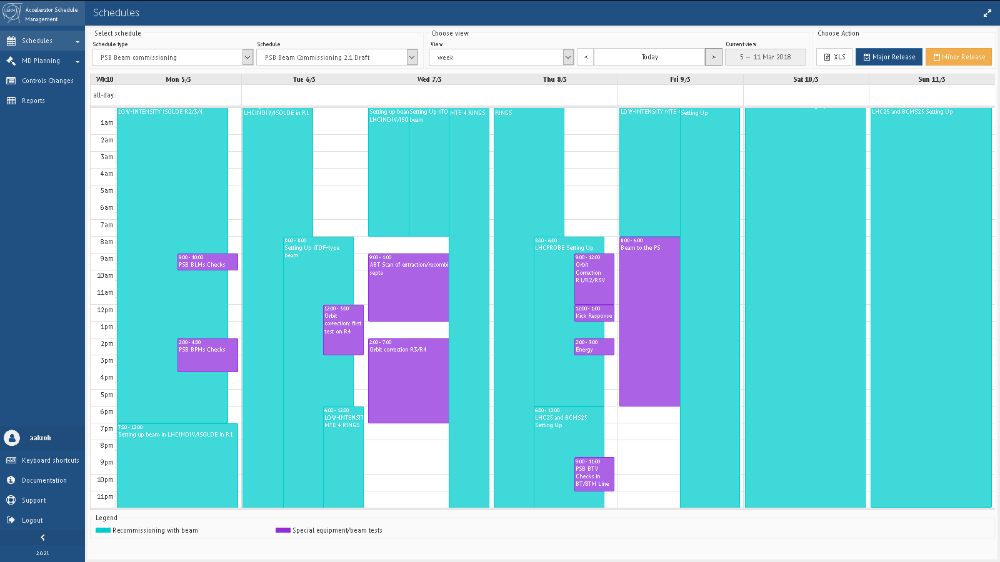 CERN
Accelerator Schedule
Management
Schedules
Schedules
MD Planning
Controls Changes
Reports
aakroh
Keyboard shortcuts
Documentation
Support
Logout
2.0.25
Select schedule
Choose view
Choose Action
Schedule type
Schedule
View
Current view
PSB Beam commissioning
PSB Beam Commissioning 2.1 Draft
week
<
Today
>
5 — 11 Mar 2018
XLS
Major Release
Minor Release
Wk10
Mon 5/3
Tue 6/3
Wed 7/3
Thu 8/3
Fri 9/3
Sat 10/3
Sun 11/3
all-day
1am
2am
3am
4am
5am
6am
7am
8am
9am
10am
11am
12pm
1pm
2pm
3pm
4pm
5pm
6pm
7pm
8pm
9pm
10pm
11pm
LOW-INTENSITY ISOLDE R2/3/4
9:00 - 10:00
PSB BLMs Checks
2:00 - 4:00
PSB BPMs Checks
7:00 - 12:00
Setting up beam in LHCINDIV/ISOLDE in R1
LHCINDIV/ISOLDE in R1
8:00 - 8:00
Setting Up nTOF-type
beam
12:00 - 3:00
Orbit
correction: first
test on R4
6:00 - 12:00
LOW-INTENSIT
MTE 4 RINGS
Setting up bean
LHCINDIV/ISO
Setting Up nTO
beam
MTE 4 RINGS
9:00 - 1:00
ABT Scan of extraction/recombi
septa
2:00 - 7:00
Orbit correction R3/R4
RINGS
8:00 - 6:00
LHCPROBE Setting Up
9:00 - 12:00
Orbit
Correction
R1/R2/R3V
12:00 - 1:00
Kick Response
2:00 - 3:00
Energy
6:00 - 12:00
LHC25 and BCMS25
Setting Up
9:00 - 11:00
PSB BTV
Checks in
BT/BTM Line
LOW-INTENSITY MTE
Setting Up
8:00 - 6:00
Beam to the PS
LHC25 and BCMS25 Setting Up
Legend
Recommissioning with beam
Special equipment/beam tests